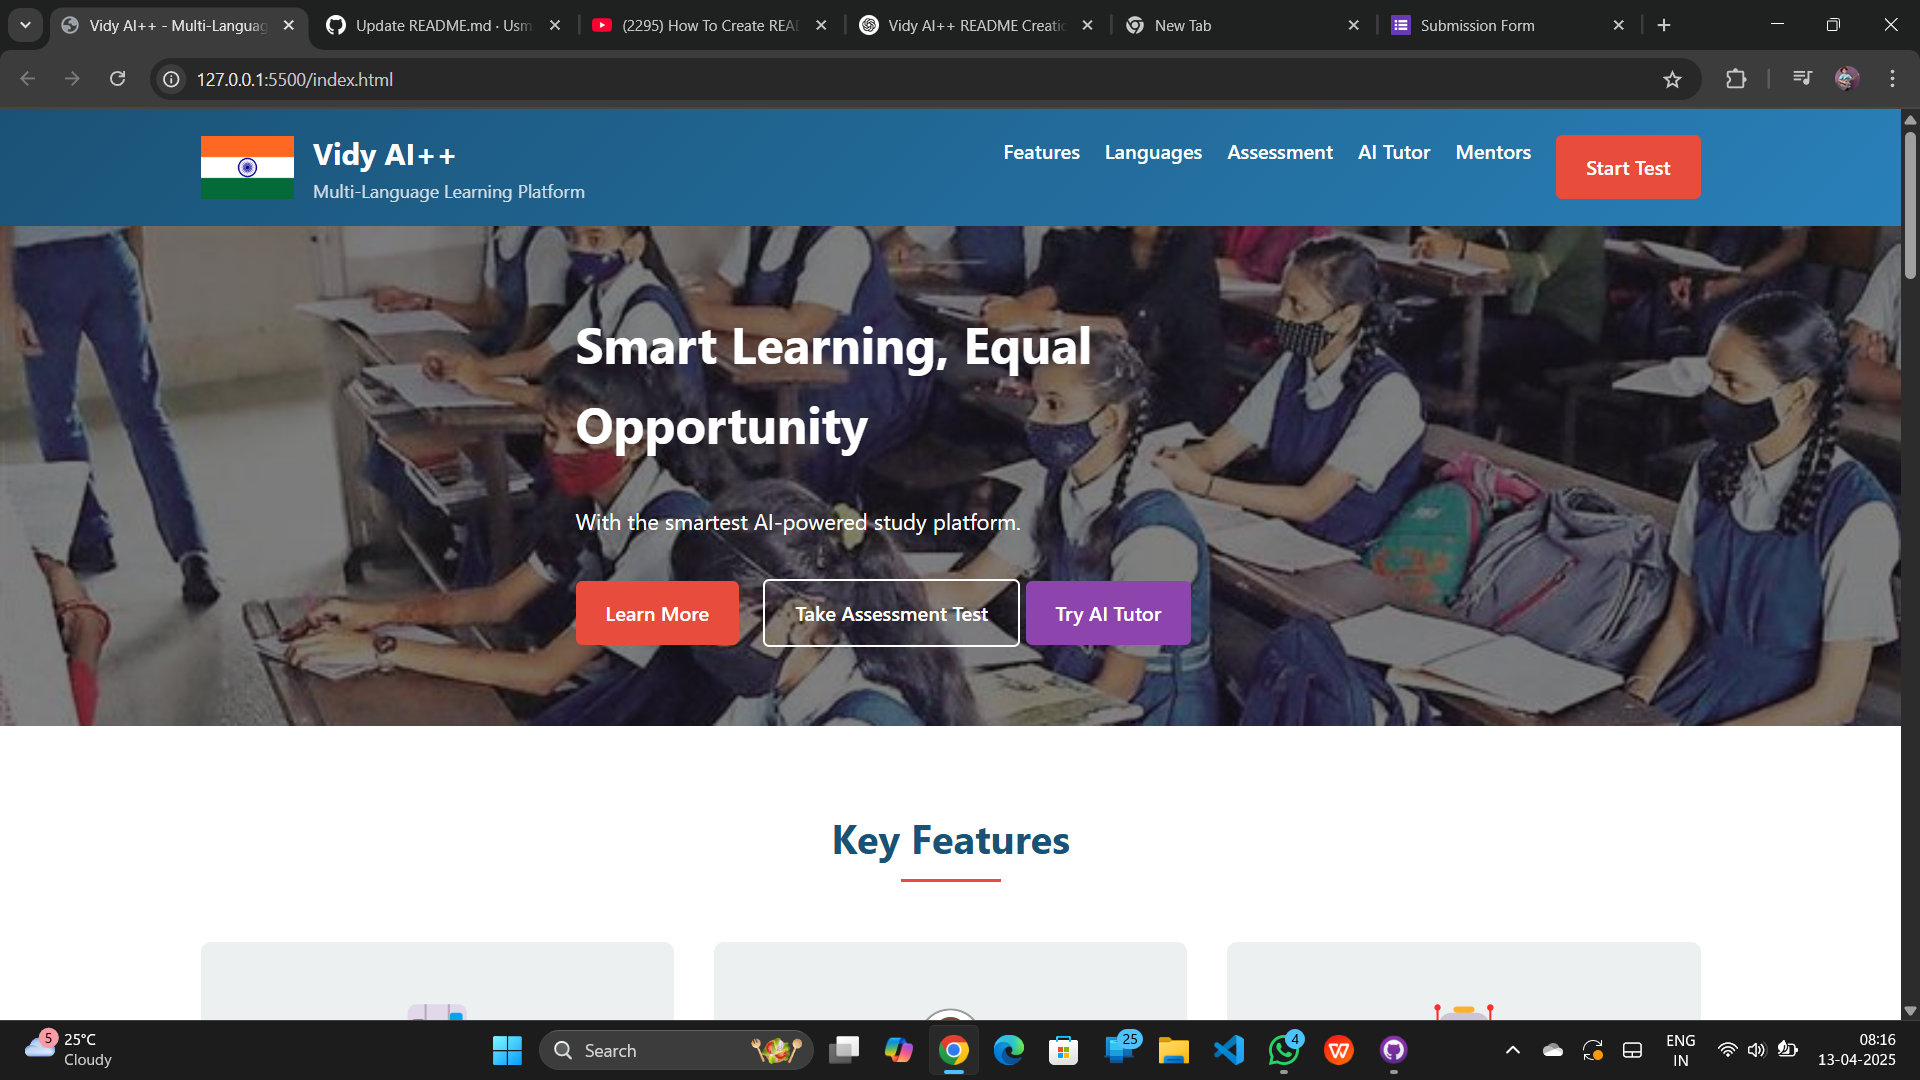 Vidy AI++ - Multi-Languag
Update README.md · Usm
(2295) How To Create REA
Vidy AI++ README Creatio
New Tab
Submission Form
127.0.0.1:5500/index.html
Vidy AI++
Multi-Language Learning Platform
Features
Languages
Assessment
AI Tutor
Mentors
Start Test
Smart Learning, Equal
Opportunity
With the smartest AI-powered study platform.
Learn More
Take Assessment Test
Try AI Tutor
Key Features
5
25°C
Cloudy
Search
25
4
ENG
IN
08:16
13-04-2025